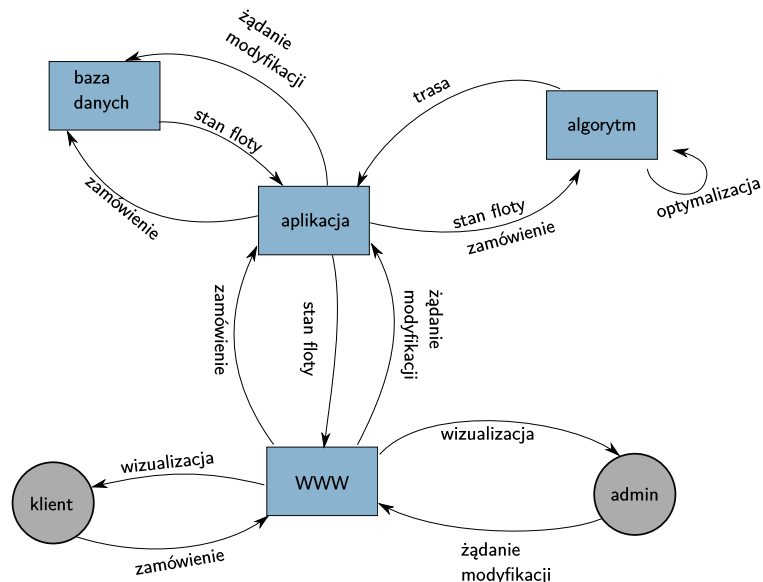 żądanie
modyfikacji
baza
danych
trasa
algorytm
stan floty
zamówienie
optymalizacja
aplikacja
stan floty
zamówienie
zamówienie
stan floty
żądanie
modyfikacji
wizualizacja
wizualizacja
klient
WWW
admin
zamówienie
żądanie
modyfikacji